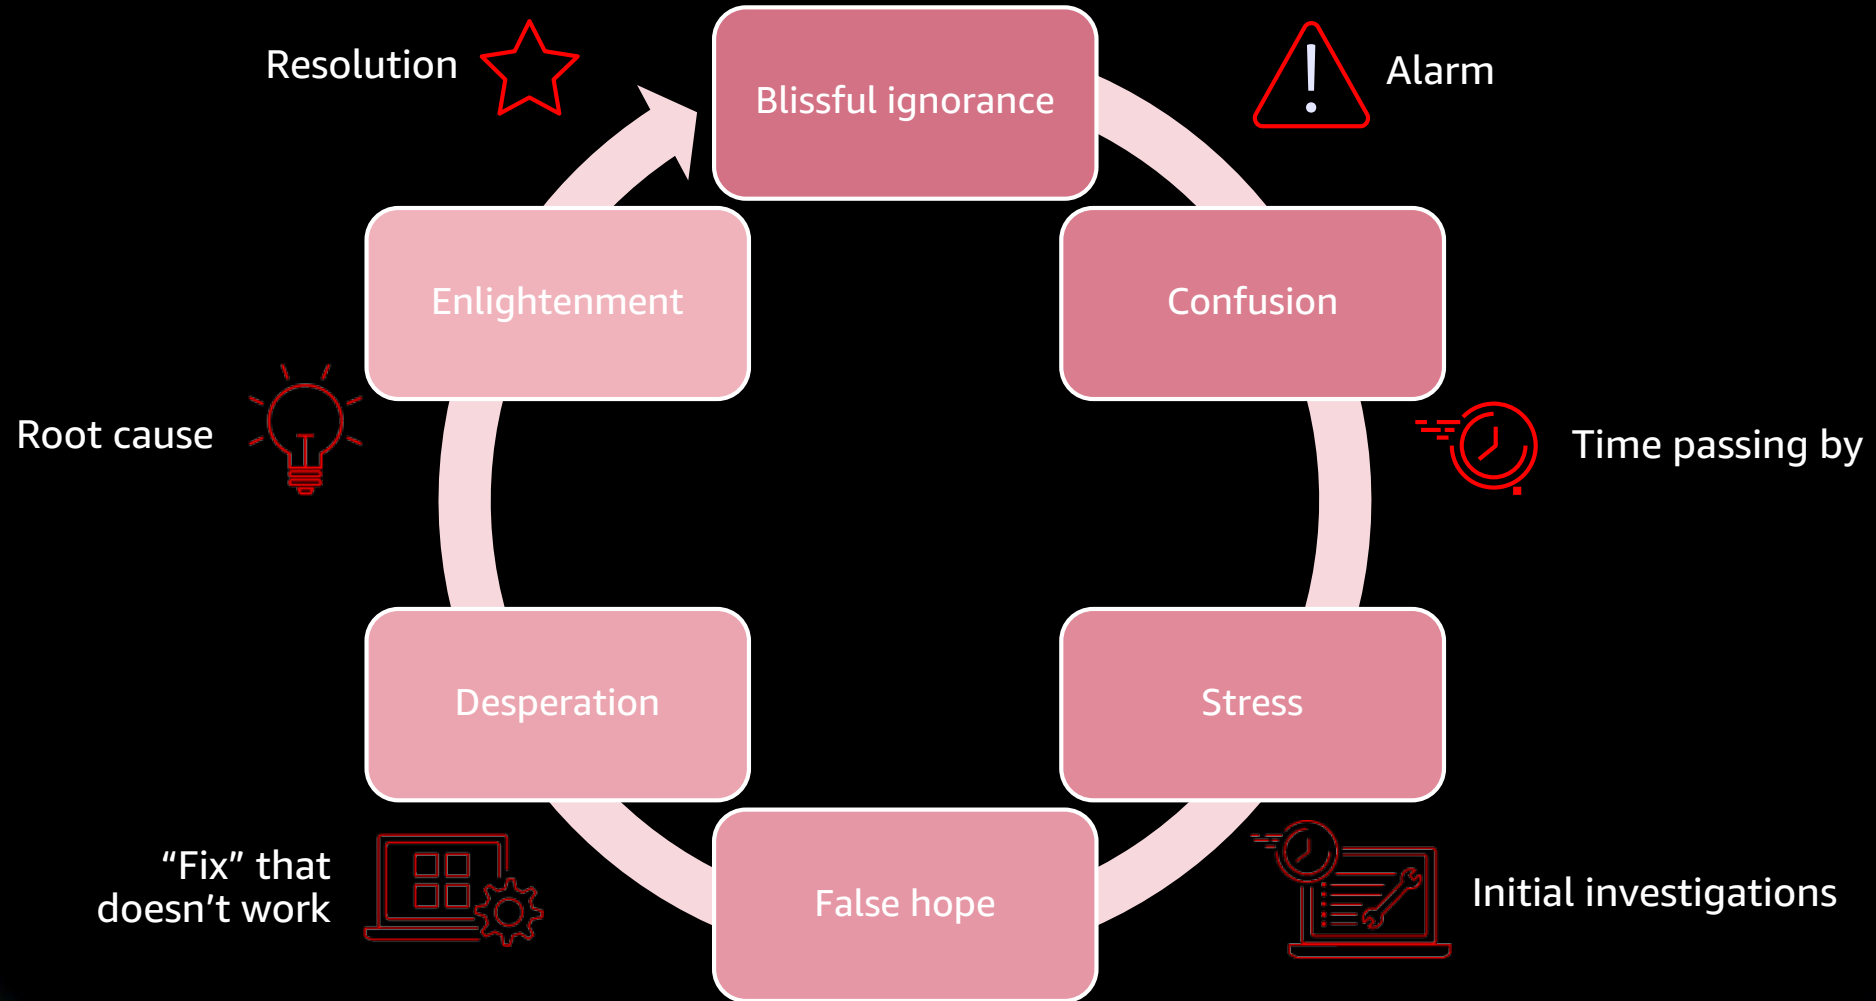 Resolution
Blissful ignorance
Alarm
Enlightenment
Confusion
Root cause
Time passing by
Desperation
Stress
“Fix” that
doesn’t work
False hope
Initial investigations